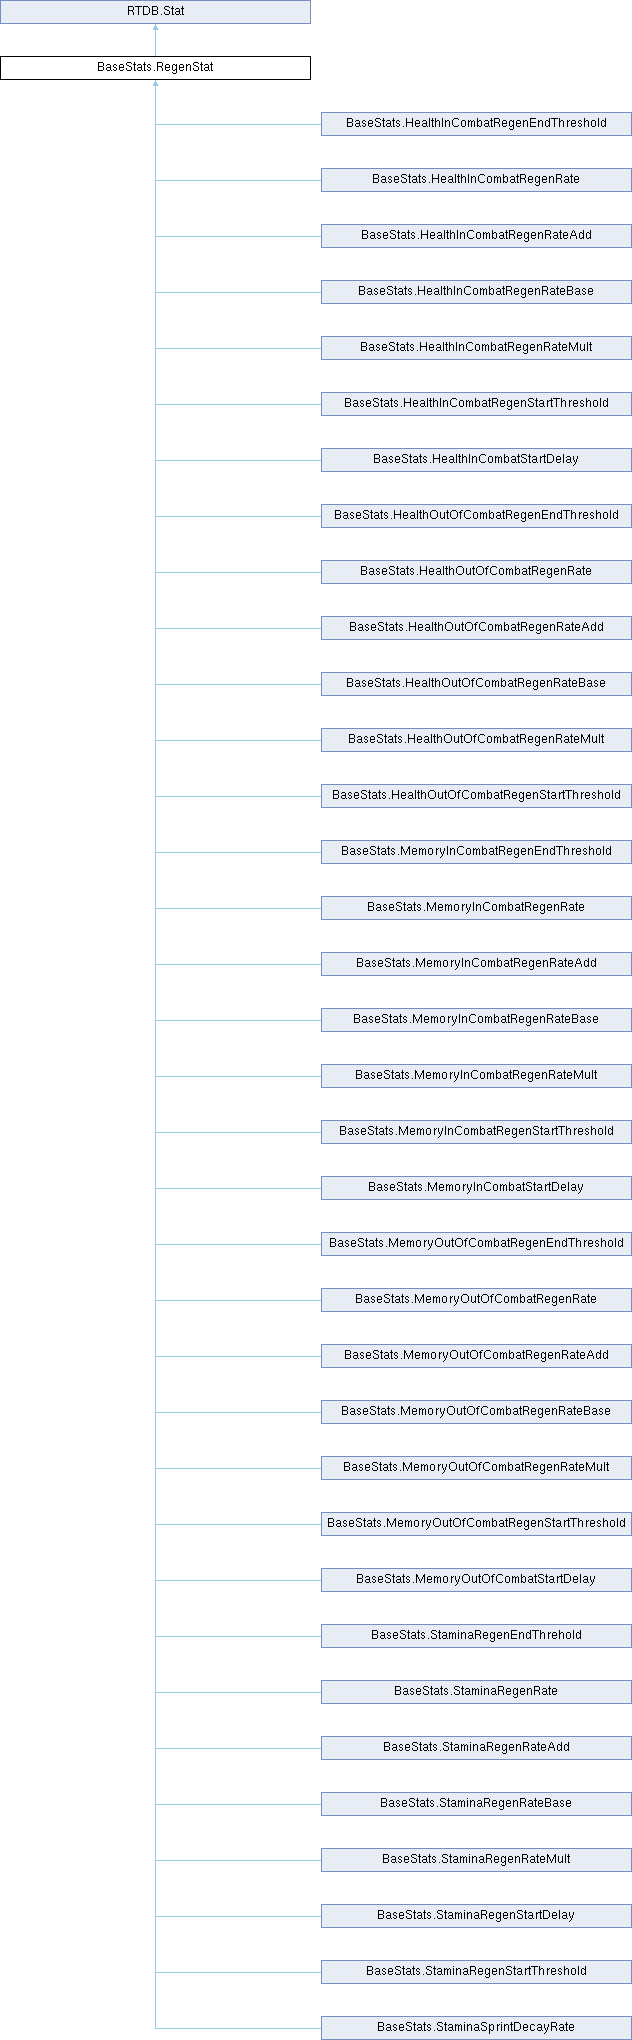 RTDB.Stat
BaseStats.RegenStat
BaseStats.HealthInCombatRegenEndThreshold
BaseStats.HealthInCombatRegenRate
BaseStats.HealthInCombatRegenRateAdd
BaseStats.HealthInCombatRegenRateBase
BaseStats.HealthInCombatRegenRateMult
BaseStats.HealthInCombatRegenStartThreshold
BaseStats.HealthInCombatStartDelay
BaseStats.HealthOutOfCombatRegenEndThreshold
BaseStats.HealthOutOfCombatRegenRate
BaseStats.HealthOutOfCombatRegenRateAdd
BaseStats.HealthOutOfCombatRegenRateBase
BaseStats.HealthOutOfCombatRegenRateMult
BaseStats.HealthOutOfCombatRegenStartThreshold
BaseStats.MemoryInCombatRegenEndThreshold
BaseStats.MemoryInCombatRegenRate
BaseStats.MemoryInCombatRegenRateAdd
BaseStats.MemoryInCombatRegenRateBase
BaseStats.MemoryInCombatRegenRateMult
BaseStats.MemoryInCombatRegenStartThreshold
BaseStats.MemoryInCombatStartDelay
BaseStats.MemoryOutOfCombatRegenEndThreshold
BaseStats.MemoryOutOfCombatRegenRate
BaseStats.MemoryOutOfCombatRegenRateAdd
BaseStats.MemoryOutOfCombatRegenRateBase
BaseStats.MemoryOutOfCombatRegenRateMult
BaseStats.MemoryOutOfCombatRegenStartThreshold
BaseStats.MemoryOutOfCombatStartDelay
BaseStats.StaminaRegenEndThrehold
BaseStats.StaminaRegenRate
BaseStats.StaminaRegenRateAdd
BaseStats.StaminaRegenRateBase
BaseStats.StaminaRegenRateMult
BaseStats.StaminaRegenStartDelay
BaseStats.StaminaRegenStartThreshold
BaseStats.StaminaSprintDecayRate